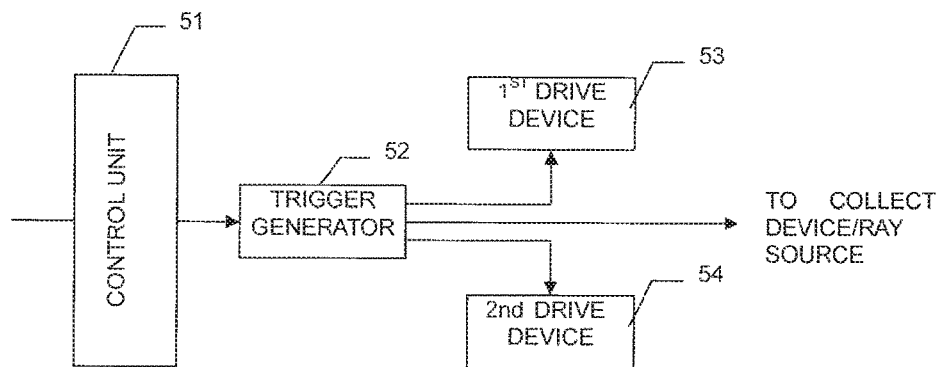 51
53
1ST DRIVE
DEVICE
52
CONTROL UNIT
TRIGGER
GENERATOR
TO COLLECT
DEVICE/RAY
SOURCE
54
2nd DRIVE
DEVICE